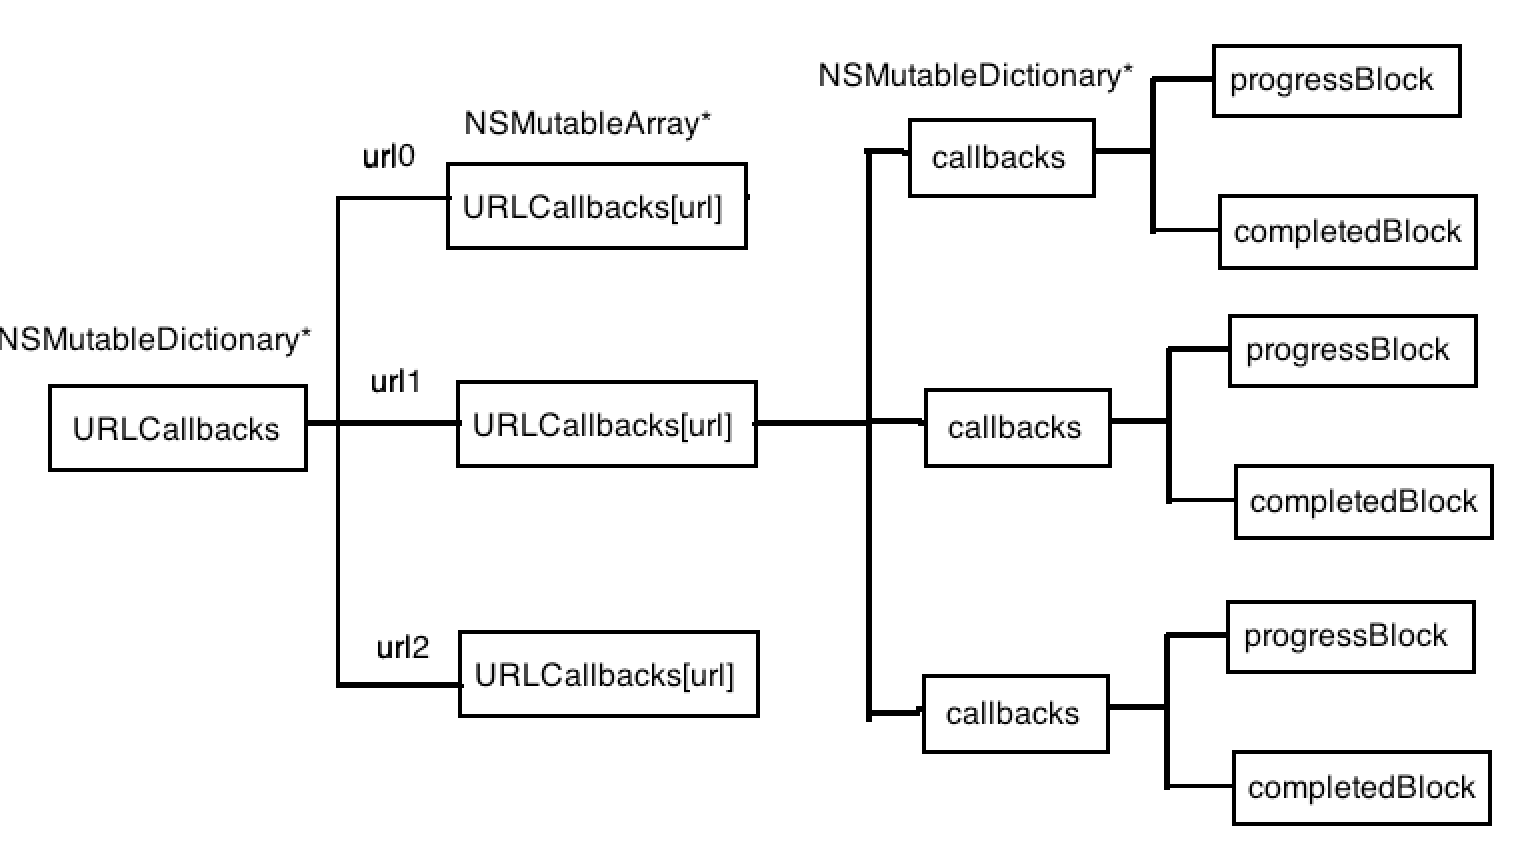 NSMutableDictionary*
URLCallbacks
url0
NSMutableArray*
URLCallbacks[url]
url1
URLCallbacks[url]
url2
URLCallbacks[url]
NSMutableDictionary*
callbacks
progressBlock
completedBlock
callbacks
progressBlock
completedBlock
callbacks
progressBlock
completedBlock